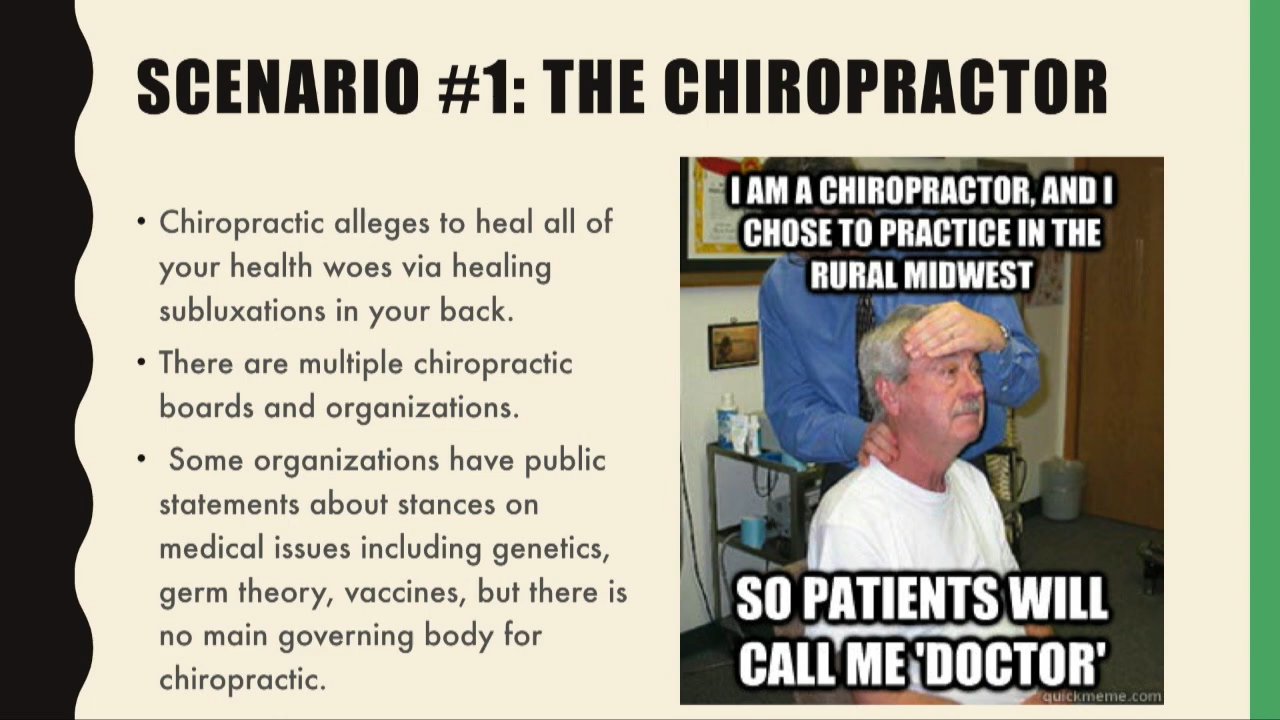 SCENARIO #1: THE CHIROPRACTOR
• Chiropractic alleges to heal all of
your health woes via healing
subluxations in your back.
• There are multiple chiropractic
boards and organizations.
• Some organizations have public
statements about stances on
medical issues including genetics,
germ theory, vaccines, but there is
no main governing body for
chiropractic.
I AM A CHIROPRACTOR, AND I
CHOSE TO PRACTICE IN THE
RURAL MIDWEST
SO PATIENTS WILL
CALL ME 'DOCTOR'
quickmeme.com